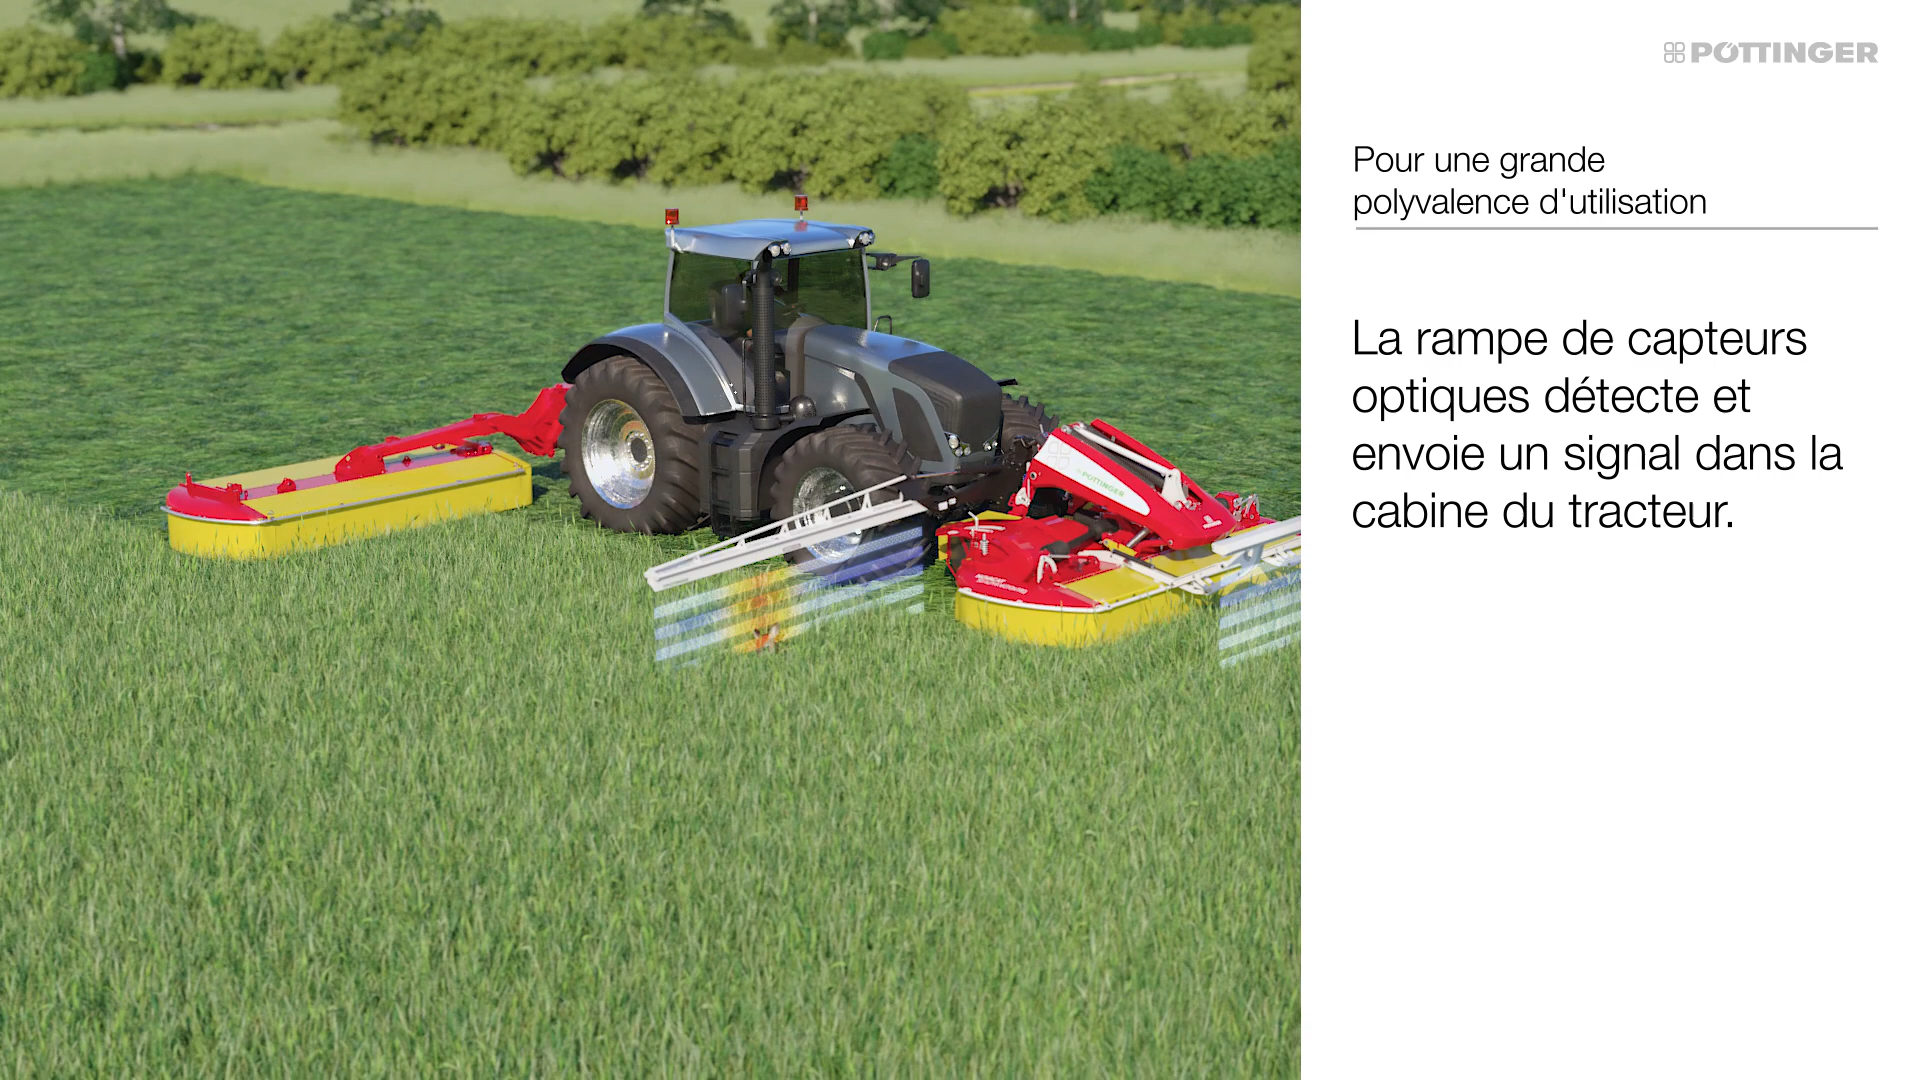 PÖTTINGER
Pour une grande
polyvalence d'utilisation
La rampe de capteurs
optiques détecte et
envoie un signal dans la
cabine du tracteur.
PÖTTINGER